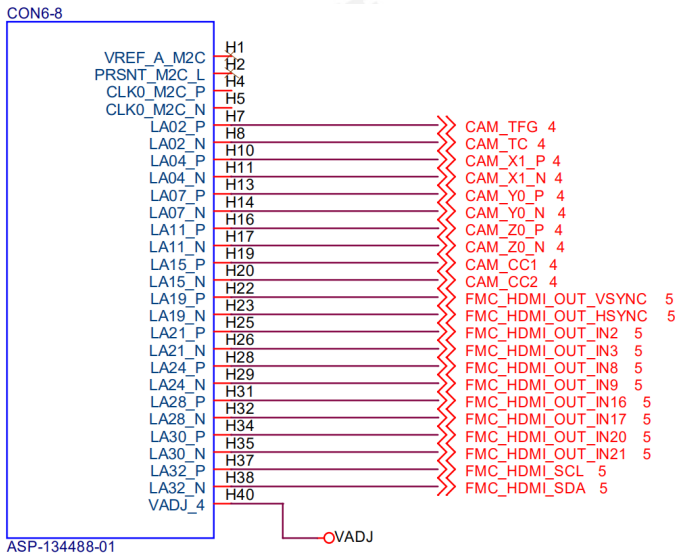 CON6-8
VREF_A_M2C H1
PRSNT_M2C_L H2
CLK0_M2C_P H4
CLK0_M2C_N H5
LA02_P H7 CAM_TFG 4
LA02_N H8 CAM_TC 4
LA04_P H10 CAM_X1_P 4
LA04_N H11 CAM_X1_N 4
LA07_P H13 CAM_Y0_P 4
LA07_N H14 CAM_Y0_N 4
LA11_P H16 CAM_Z0_P 4
LA11_N H17 CAM_Z0_N 4
LA15_P H19 CAM_CC1 4
LA15_N H20 CAM_CC2 4
LA19_P H22 FMC_HDMI_OUT_VSYNC 5
LA19_N H23 FMC_HDMI_OUT_HSYNC 5
LA21_P H25 FMC_HDMI_OUT_IN2 5
LA21_N H26 FMC_HDMI_OUT_IN3 5
LA24_P H28 FMC_HDMI_OUT_IN8 5
LA24_N H29 FMC_HDMI_OUT_IN9 5
LA28_P H31 FMC_HDMI_OUT_IN16 5
LA28_N H32 FMC_HDMI_OUT_IN17 5
LA30_P H34 FMC_HDMI_OUT_IN20 5
LA30_N H35 FMC_HDMI_OUT_IN21 5
LA32_P H37 FMC_HDMI_SCL 5
LA32_N H38 FMC_HDMI_SDA 5
VADJ_4 H40
VADJ
ASP-134488-01